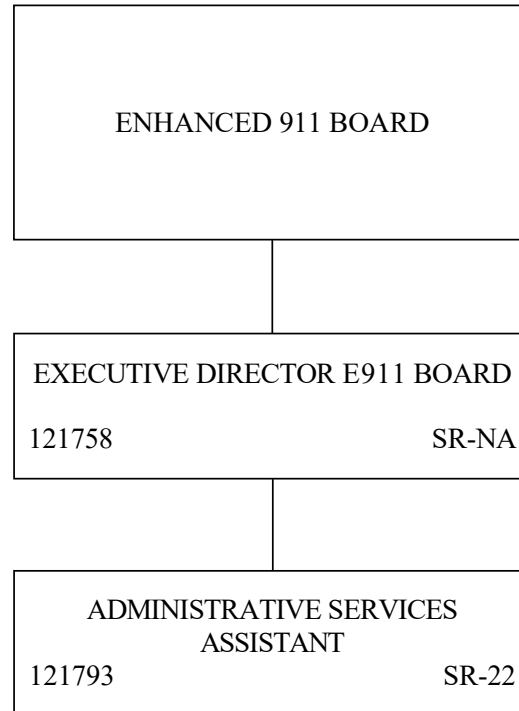 ENHANCED 911 BOARD
EXECUTIVE DIRECTOR E911 BOARD
121758 SR-NA
ADMINISTRATIVE SERVICES
ASSISTANT
121793 SR-22